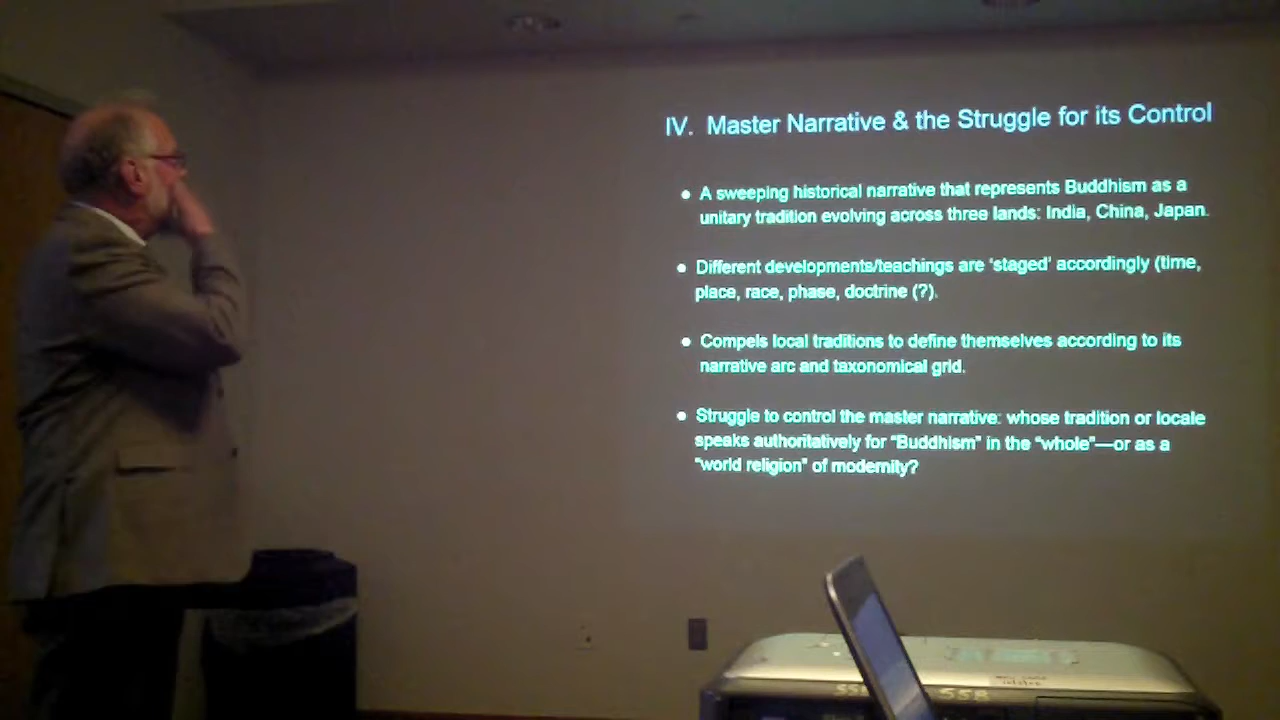 IV. Master Narrative & the Struggle for its Control
• A sweeping historical narrative that represents Buddhism as a
unitary tradition evolving across three lands: India, China, Japan.
• Different developments/teachings are ‘staged’ accordingly (time,
place, race, phase, doctrine (?).
• Compels local traditions to define themselves according to its
narrative arc and taxonomical grid.
• Struggle to control the master narrative: whose tradition or locale
speaks authoritatively for “Buddhism” in the “whole”—or as a
“world religion” of modernity?
SSB SSB